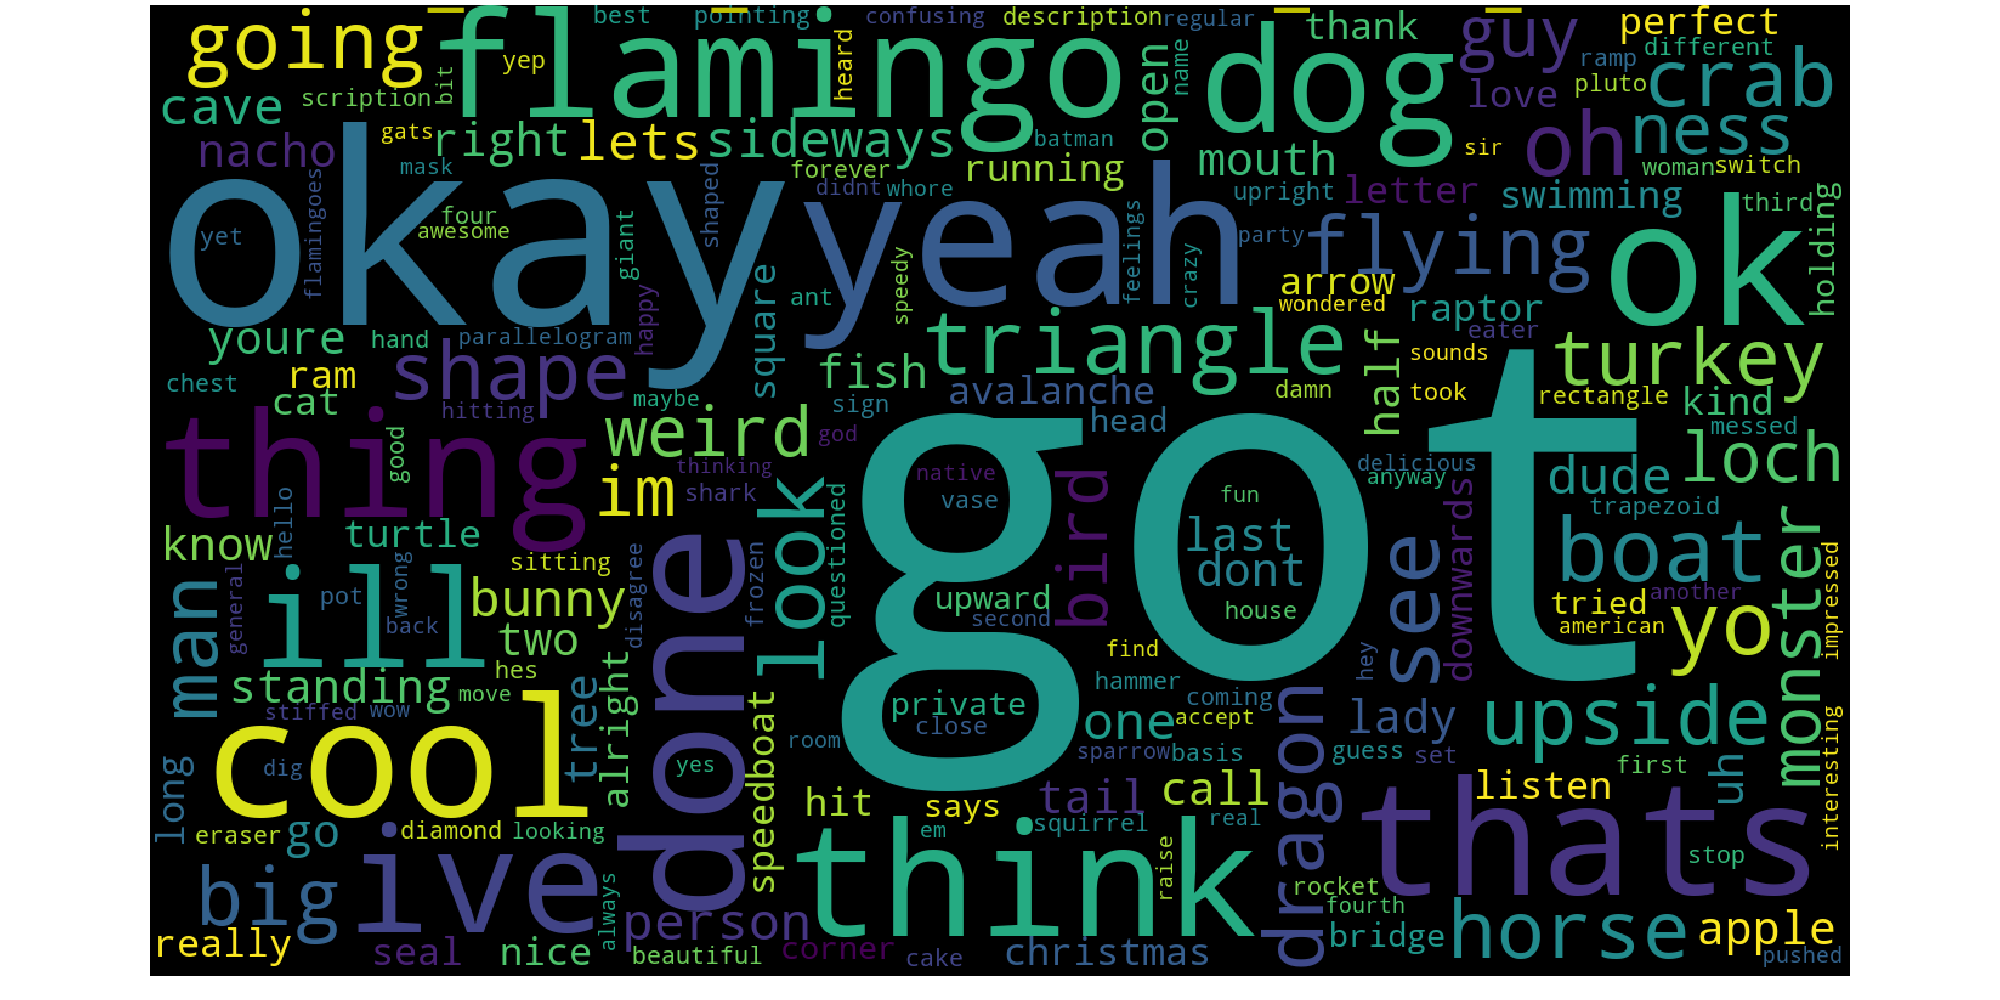 best
pointing
confusing
description
regular
thank
guy
perfect
going
flamingo
dog
different
yep
heard
open
name
ramp
crab
bit
pluto
cave
scription
love
gats
right
lets
sideways
batman
ness
nacho
oh
sir
mask
running
mouth
woman
switch
forever
didnt
whore
upright
letter
swimming
flamingoes
okay
yeah
ok
third
holding
yet
four
awesome
shaped
giant
feelings
party
flying
crazy
speedy
arrow
square
ant
wondered
raptor
happy
youre
hand
parallelogram
triangle
eater
shape
fish
half
sounds
turkey
ram
chest
avalanche
damn
took
rectangle
cat
hitting
maybe
sign
head
kind
messed
thing
weird
god
good
thinking
native
delicious
anyway
loch
im
shark
look
vase
bird
got
fun
dude
questioned
last
downwards
trapezoid
know
hello
turtle
dont
boat
monster
sitting
disagree
frozen
see
impressed
general
man
ill
pot
wrong
bunny
done
upward
house
tried
another
back
second
american
yo
two
hes
find
hey
standing
move
hammer
stiffed
wow
private
coming
upside
tree
alright
close
one
accept
lady
room
dragon
interesting
cool
dig
yes
speedboat
sparrow
basis
guess
set
first
long
hit
says
tail
call
listen
uh
eraser
go
diamond
looking
em
squirrel
real
thats
big
ive
think
raise
stop
always
rocket
person
fourth
really
seal
nice
beautiful
corner
cake
christmas
bridge
horse
apple
pushed